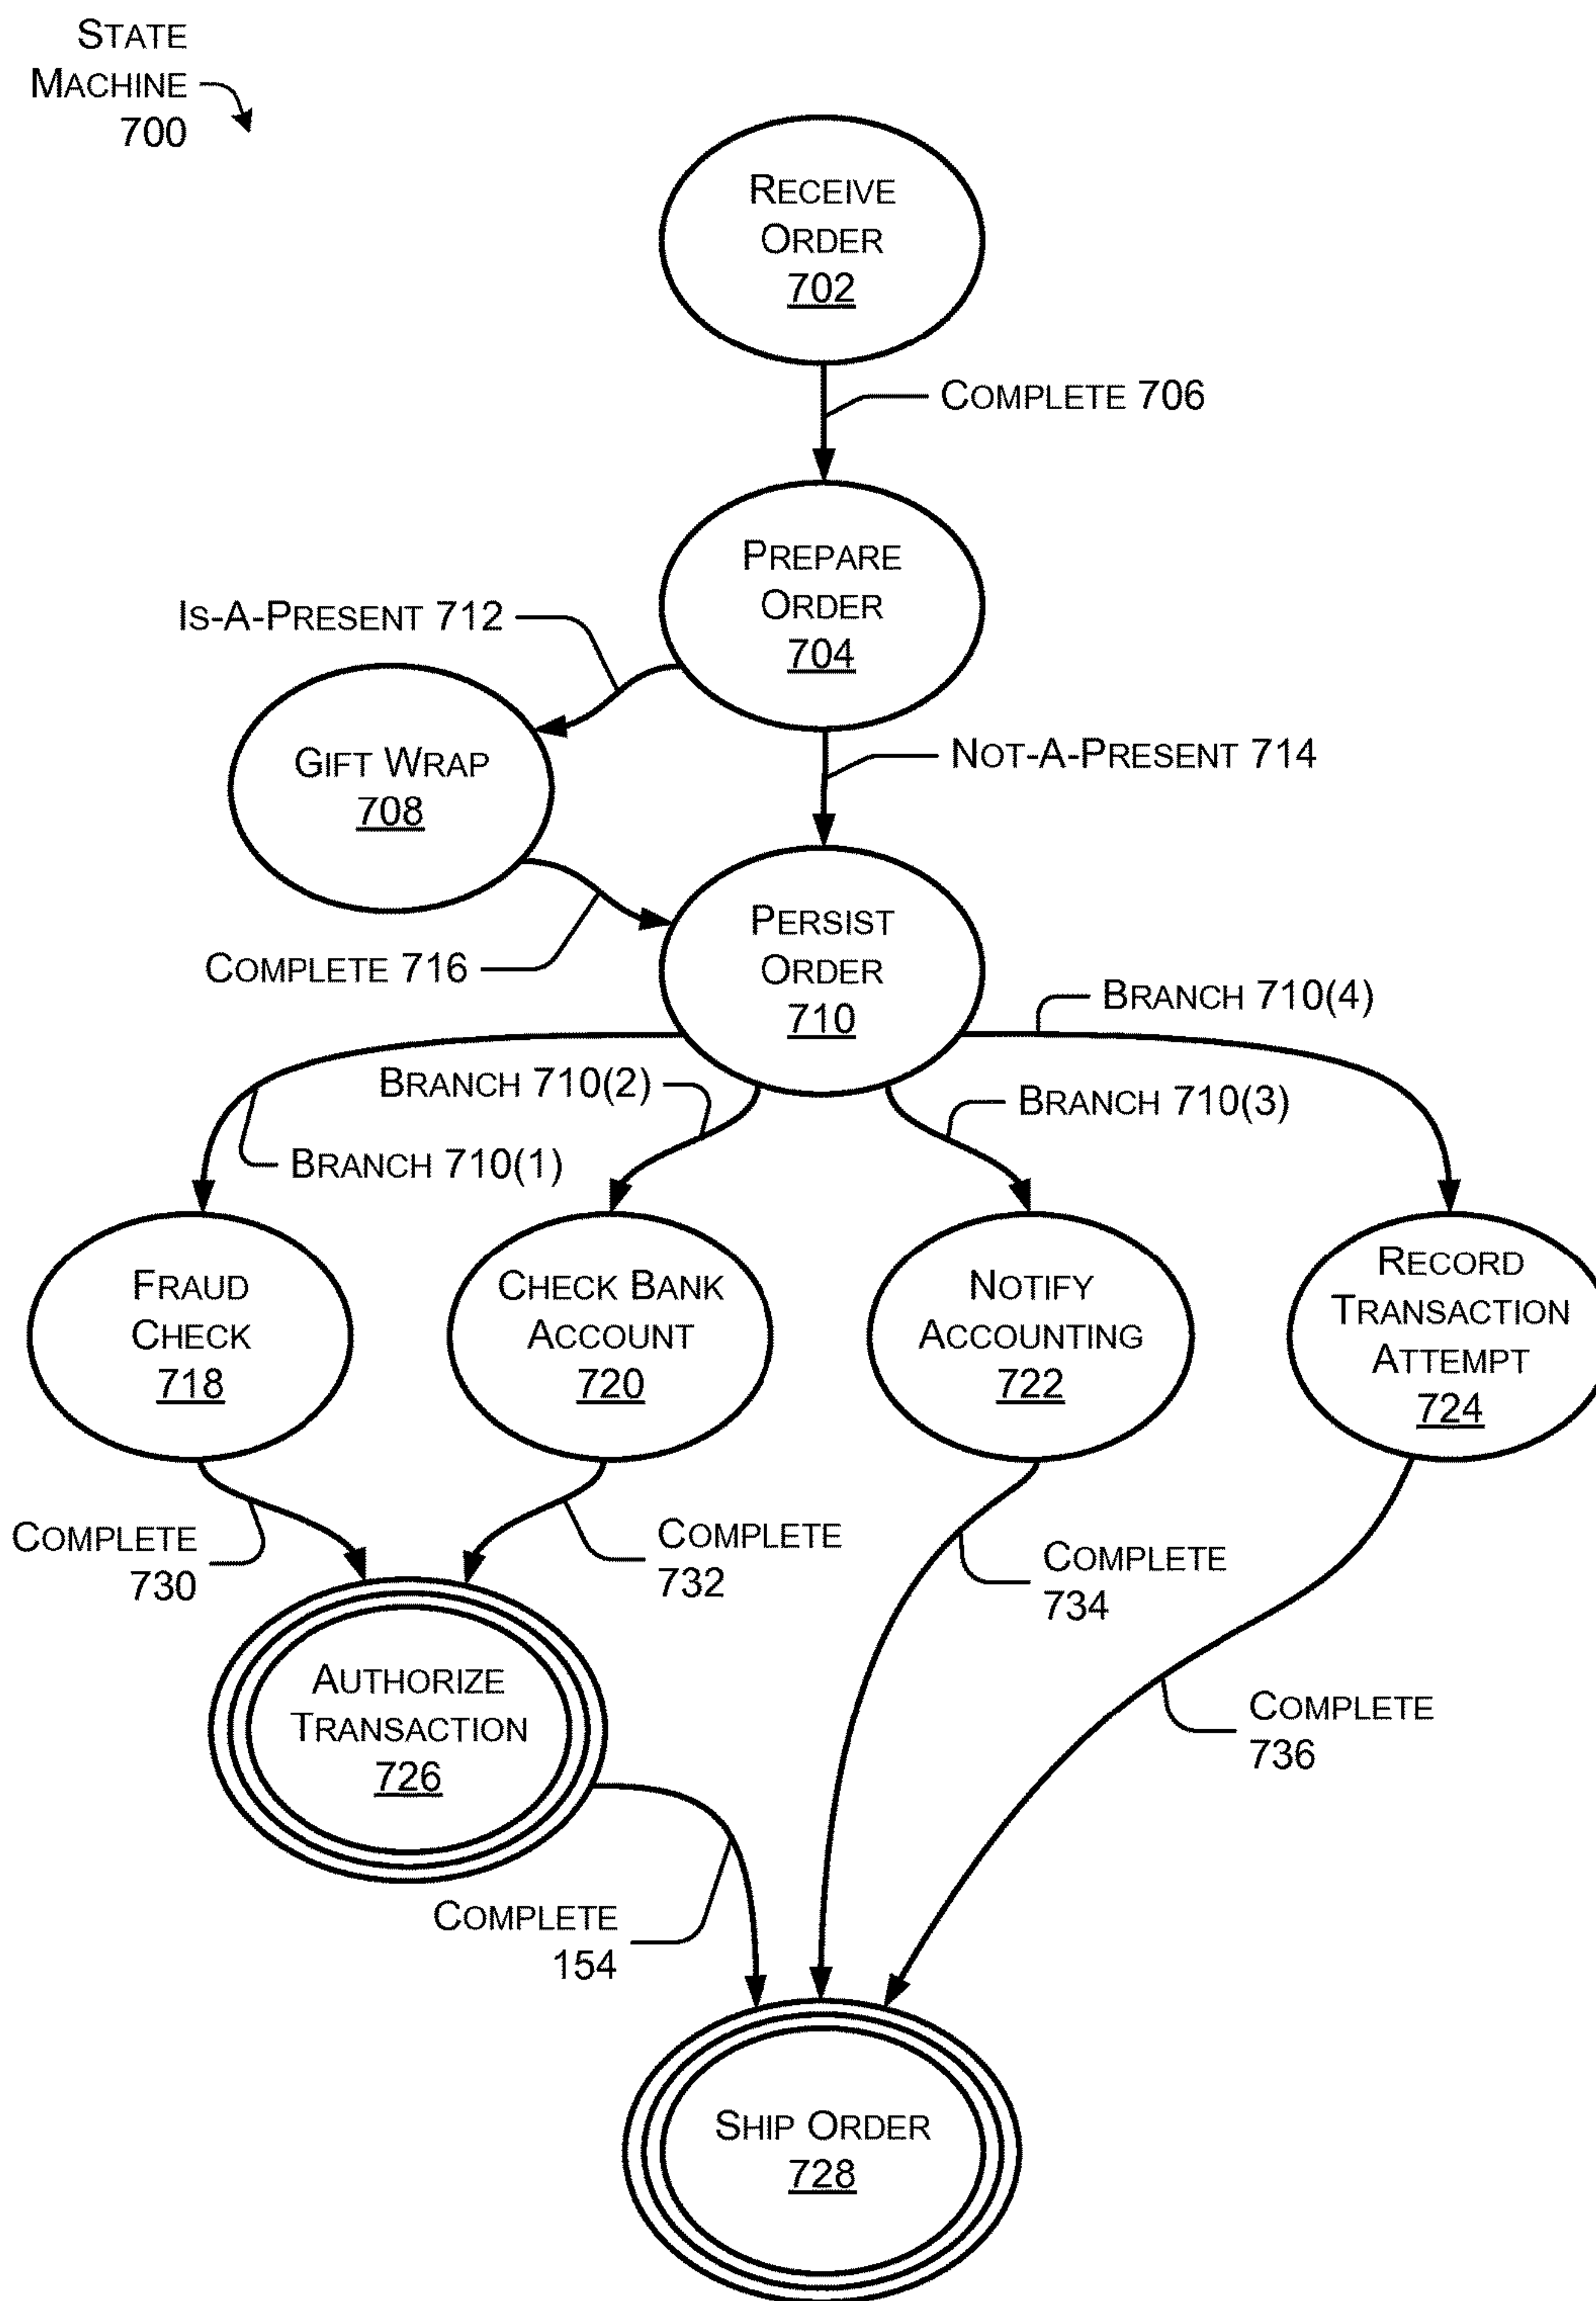 STATE
MACHINE
700
RECEIVE
ORDER
702
COMPLETE 706
PREPARE
ORDER
704
IS-A-PRESENT 712
NOT-A-PRESENT 714
GIFT WRAP
708
COMPLETE 716
PERSIST
ORDER
710
BRANCH 710(4)
BRANCH 710(2)
BRANCH 710(3)
BRANCH 710(1)
FRAUD
CHECK
718
CHECK BANK
ACCOUNT
720
NOTIFY
ACCOUNTING
722
RECORD
TRANSACTION
ATTEMPT
724
COMPLETE
730
COMPLETE
732
COMPLETE
734
COMPLETE
736
AUTHORIZE
TRANSACTION
726
COMPLETE
154
SHIP ORDER
728